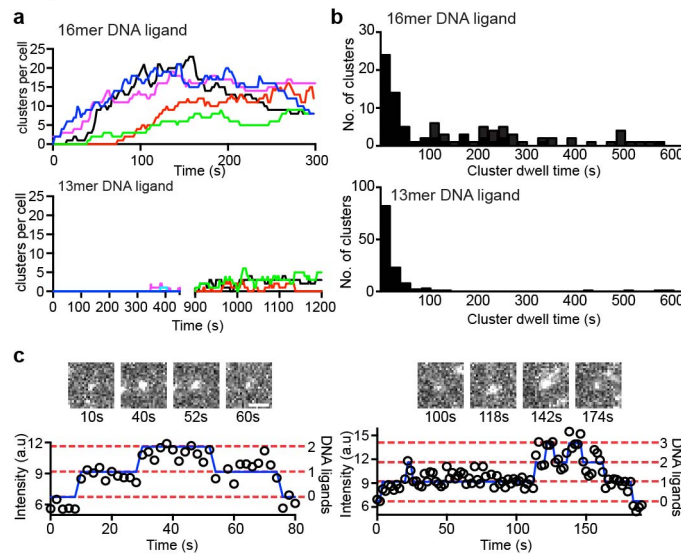 a
16mer DNA ligand
clusters per cell
25
20
15
10
5
0
0 100 200 300
Time (s)
13mer DNA ligand
clusters per cell
25
20
15
10
5
0
0 100 200 300 400 900 1000 1100 1200
Time (s)
b
16mer DNA ligand
No. of clusters
30
20
10
0
100 200 300 400 500 600
Cluster dwell time (s)
13mer DNA ligand
No. of clusters
100
50
0
100 200 300 400 500 600
Cluster dwell time (s)
c
10s 40s 52s 60s
Intensity (a.u)
12
9
6
2
1
0
DNA ligands
0 20 40 60 80
Time (s)
100s 118s 142s 174s
Intensity (a.u)
15
12
9
6
3
2
1
0
DNA ligands
0 50 100 150
Time (s)